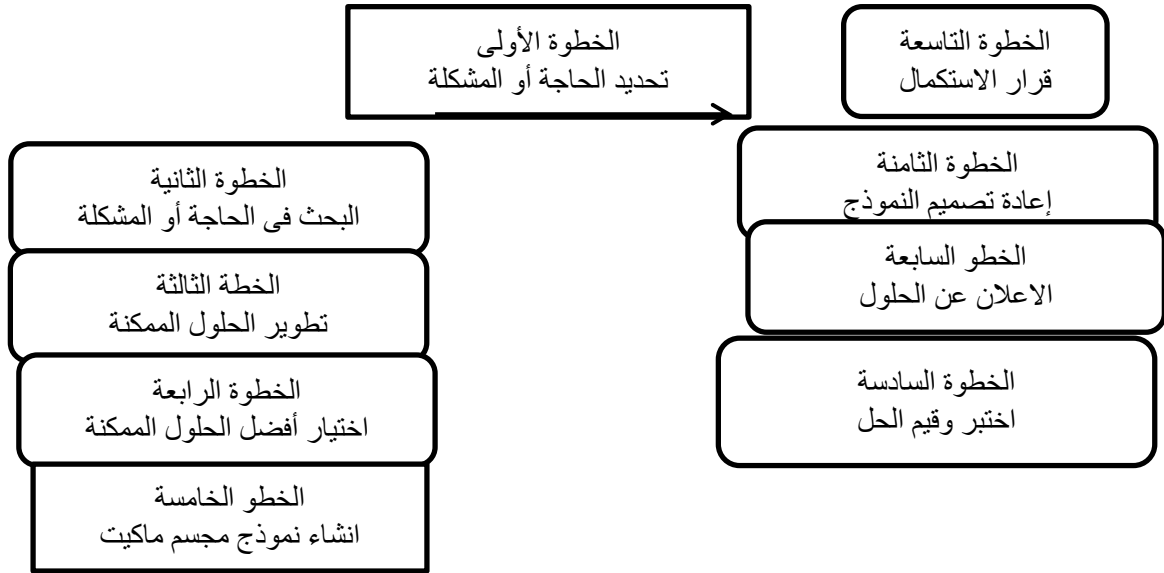 الخطوة الأولى
تحديد الحاجة أو المشكلة
الخطوة الثانية
البحث فى الحاجة أو المشكلة
الخطة الثالثة
تطوير الحلول الممكنة
الخطوة الرابعة
اختيار أفضل الحلول الممكنة
الخطو الخامسة
انشاء نموذج مجسم ماكيت
الخطوة السادسة
اختبر وقيم الحل
الخطو السابعة
الاعلان عن الحلول
الخطوة الثامنة
إعادة تصميم النموذج
الخطوة التاسعة
قرار الاستكمال